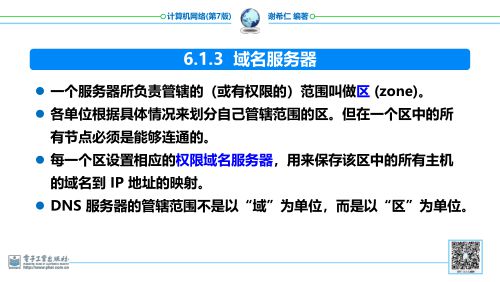 计算机网络(第7版) 谢希仁 编著
6.1.3 域名服务器
一个服务器所负责管辖的（或有权限的）范围叫做区 (zone)。
各单位根据具体情况来划分自己管辖范围的区。但在一个区中的所
有节点必须是能够连通的。
每一个区设置相应的权限域名服务器，用来保存该区中的所有主机
的域名到 IP 地址的映射。
DNS 服务器的管辖范围不是以“域”为单位，而是以“区”为单位。
电子工业出版社
http://www.phei.com.cn